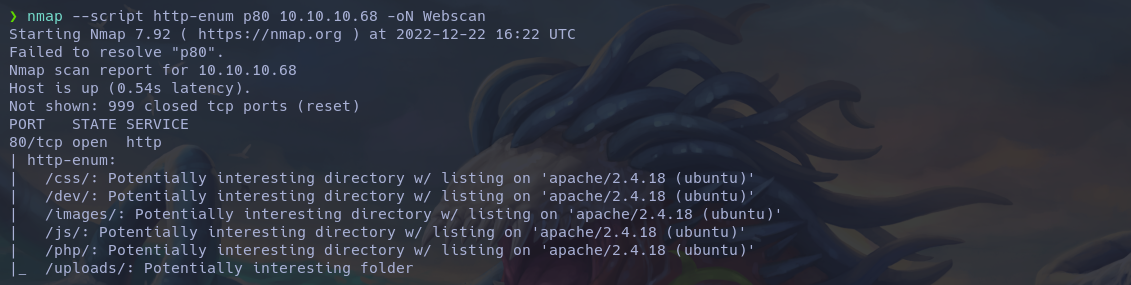 ❯ nmap --script http-enum p80 10.10.10.68 -oN Webscan
Starting Nmap 7.92 ( https://nmap.org ) at 2022-12-22 16:22 UTC
Failed to resolve "p80".
Nmap scan report for 10.10.10.68
Host is up (0.54s latency).
Not shown: 999 closed tcp ports (reset)
PORT   STATE SERVICE
80/tcp open  http
| http-enum:
|   /css/: Potentially interesting directory w/ listing on 'apache/2.4.18 (ubuntu)'
|   /dev/: Potentially interesting directory w/ listing on 'apache/2.4.18 (ubuntu)'
|   /images/: Potentially interesting directory w/ listing on 'apache/2.4.18 (ubuntu)'
|   /js/: Potentially interesting directory w/ listing on 'apache/2.4.18 (ubuntu)'
|   /php/: Potentially interesting directory w/ listing on 'apache/2.4.18 (ubuntu)'
|_  /uploads/: Potentially interesting folder